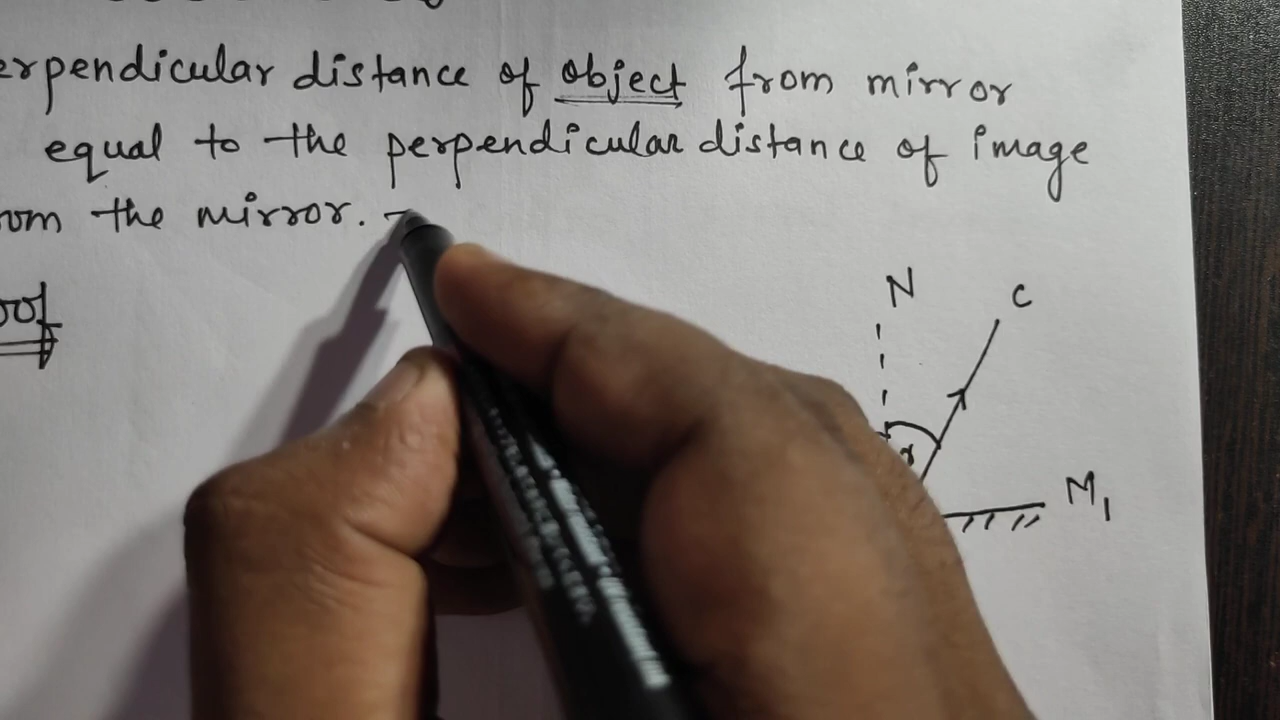 erpendicular distance of object from mirror
equal to the perpendicular distance of image
om the mirror. -
oof
N
C
r
M1